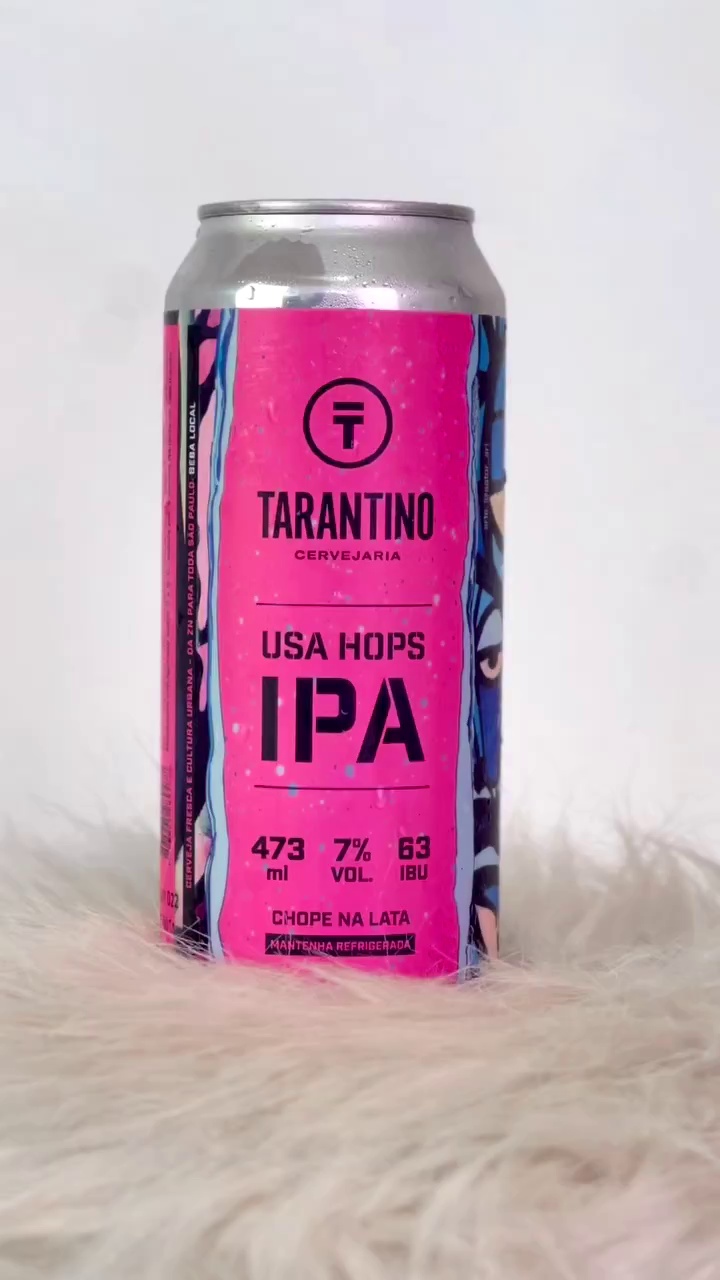 T
TARANTINO
CERVEJARIA
USA HOPS
IPA
473 7% 63
ml VOL. IBU
CHOPE NA LATA
MANTENHA REFRIGERADA
CERVEJA FRESCA E CULTURA URBANA - DA ZN PARA TODA SÃO PAULO. BEBA LOCAL